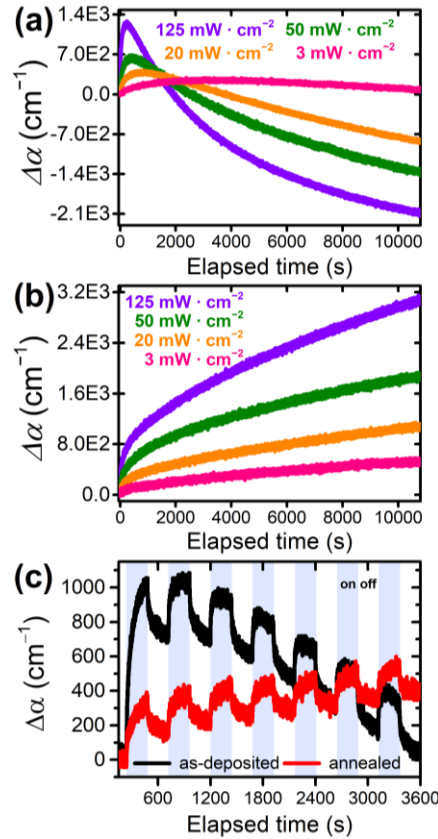 (a)
125 mW · cm⁻² 50 mW · cm⁻²
20 mW · cm⁻² 3 mW · cm⁻²
1.4E3
7.0E2
0.0
-7.0E2
-1.4E3
-2.1E3
Δα (cm⁻¹)
0 2000 4000 6000 8000 10000
Elapsed time (s)
(b)
125 mW · cm⁻²
50 mW · cm⁻²
20 mW · cm⁻²
3 mW · cm⁻²
3.2E3
2.4E3
1.6E3
8.0E2
0.0
Δα (cm⁻¹)
0 2000 4000 6000 8000 10000
Elapsed time (s)
(c)
on off
1000
800
600
400
200
0
Δα (cm⁻¹)
as-deposited annealed
600 1200 1800 2400 3000 3600
Elapsed time (s)